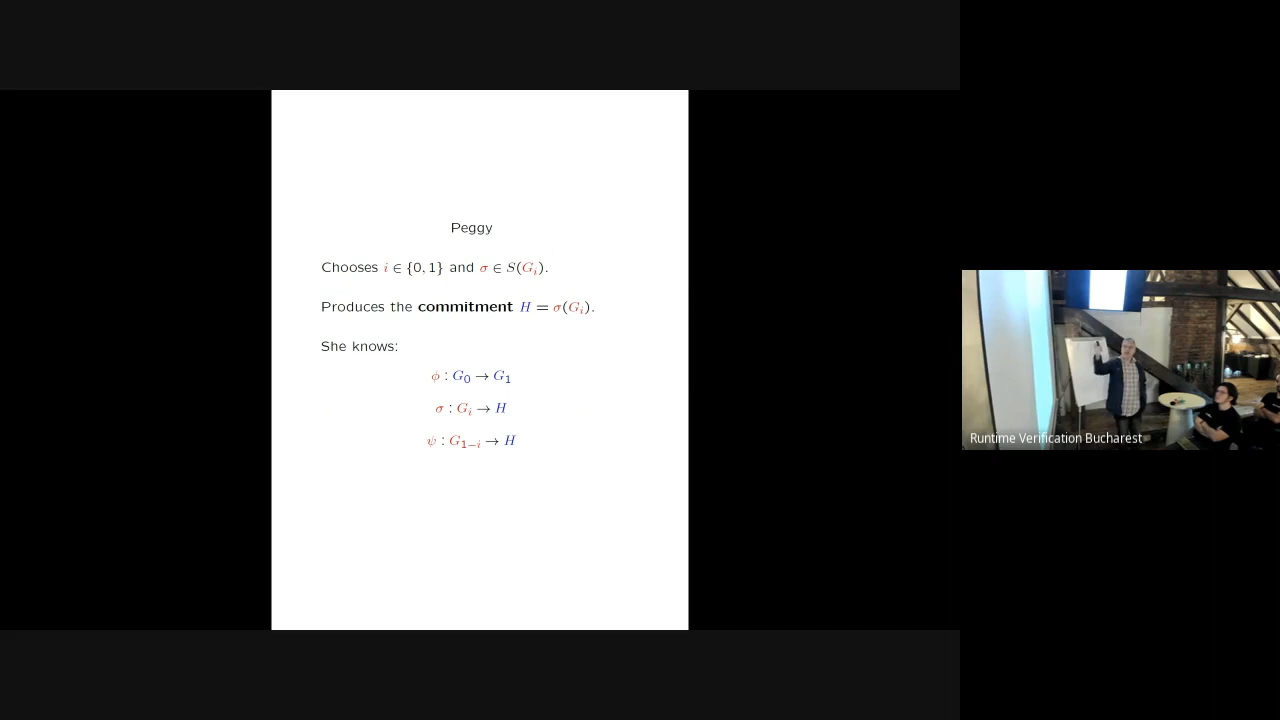 Peggy
Chooses i ∈ {0, 1} and σ ∈ S(G_i).
Produces the commitment H = σ(G_i).
She knows:
ϕ : G_0 → G_1
σ : G_i → H
ψ : G_{1−i} → H
Runtime Verification Bucharest